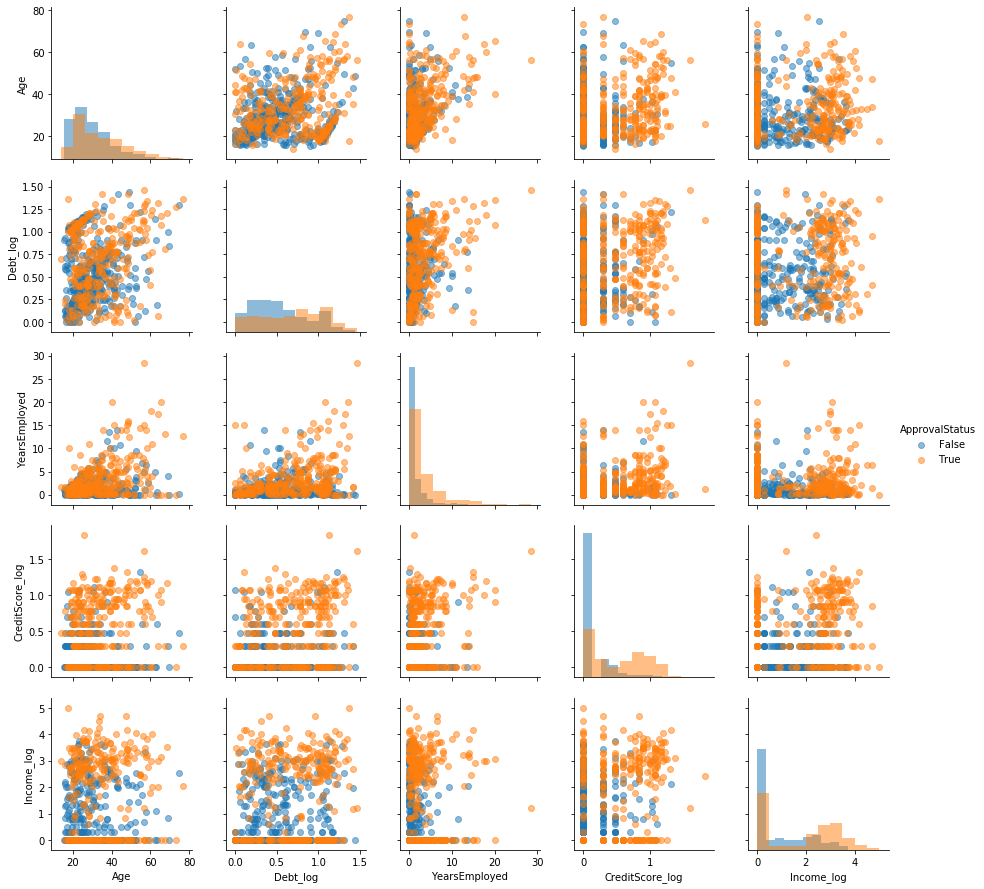 80
60
40
20
Age
1.50
1.25
1.00
0.75
0.50
0.25
0.00
Debt_log
30
25
20
15
10
5
0
YearsEmployed
ApprovalStatus
False
True
1.5
1.0
0.5
0.0
CreditScore_log
5
4
3
2
1
0
Income_log
20 40 60 80
Age
0.0 0.5 1.0 1.5
Debt_log
0 10 20 30
YearsEmployed
0 1
CreditScore_log
0 2 4
Income_log